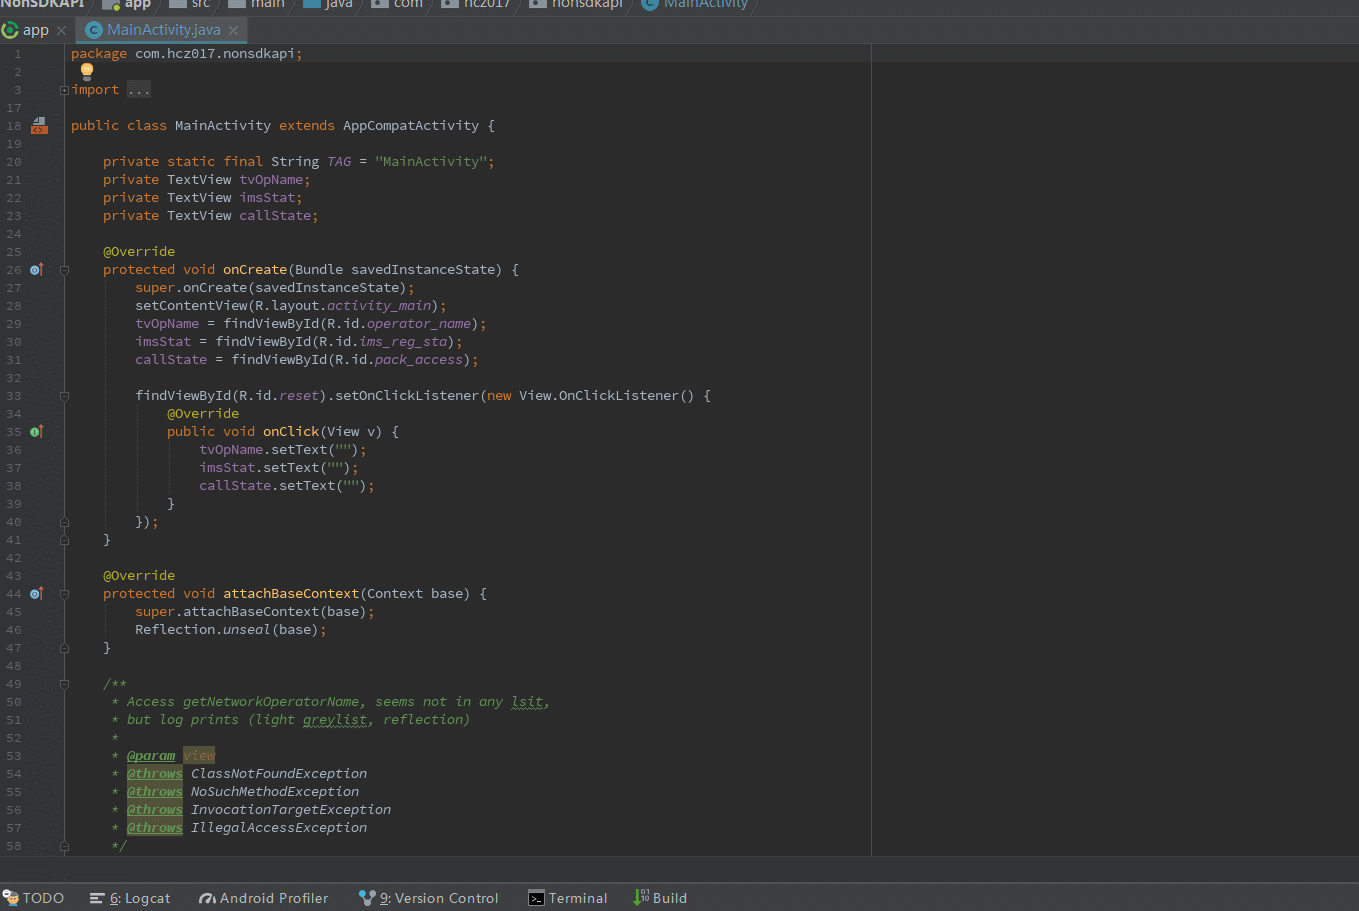 NonSDKAPI app src main java com hcz017 nonsdkapi MainActivity
app MainActivity.java
1 package com.hcz017.nonsdkapi;
2
3 import ...
17
18 public class MainActivity extends AppCompatActivity {
19
20 private static final String TAG = "MainActivity";
21 private TextView tvOpName;
22 private TextView imsStat;
23 private TextView callState;
24
25 @Override
26 protected void onCreate(Bundle savedInstanceState) {
27 super.onCreate(savedInstanceState);
28 setContentView(R.layout.activity_main);
29 tvOpName = findViewById(R.id.operator_name);
30 imsStat = findViewById(R.id.ims_reg_sta);
31 callState = findViewById(R.id.pack_access);
32
33 findViewById(R.id.reset).setOnClickListener(new View.OnClickListener() {
34 @Override
35 public void onClick(View v) {
36 tvOpName.setText("");
37 imsStat.setText("");
38 callState.setText("");
39 }
40 });
41 }
42
43 @Override
44 protected void attachBaseContext(Context base) {
45 super.attachBaseContext(base);
46 Reflection.unseal(base);
47 }
48
49 /**
50 * Access getNetworkOperatorName, seems not in any lsit,
51 * but log prints (light greylist, reflection)
52 *
53 * @param view
54 * @throws ClassNotFoundException
55 * @throws NoSuchMethodException
56 * @throws InvocationTargetException
57 * @throws IllegalAccessException
58 */
TODO 6: Logcat Android Profiler 9: Version Control Terminal Build